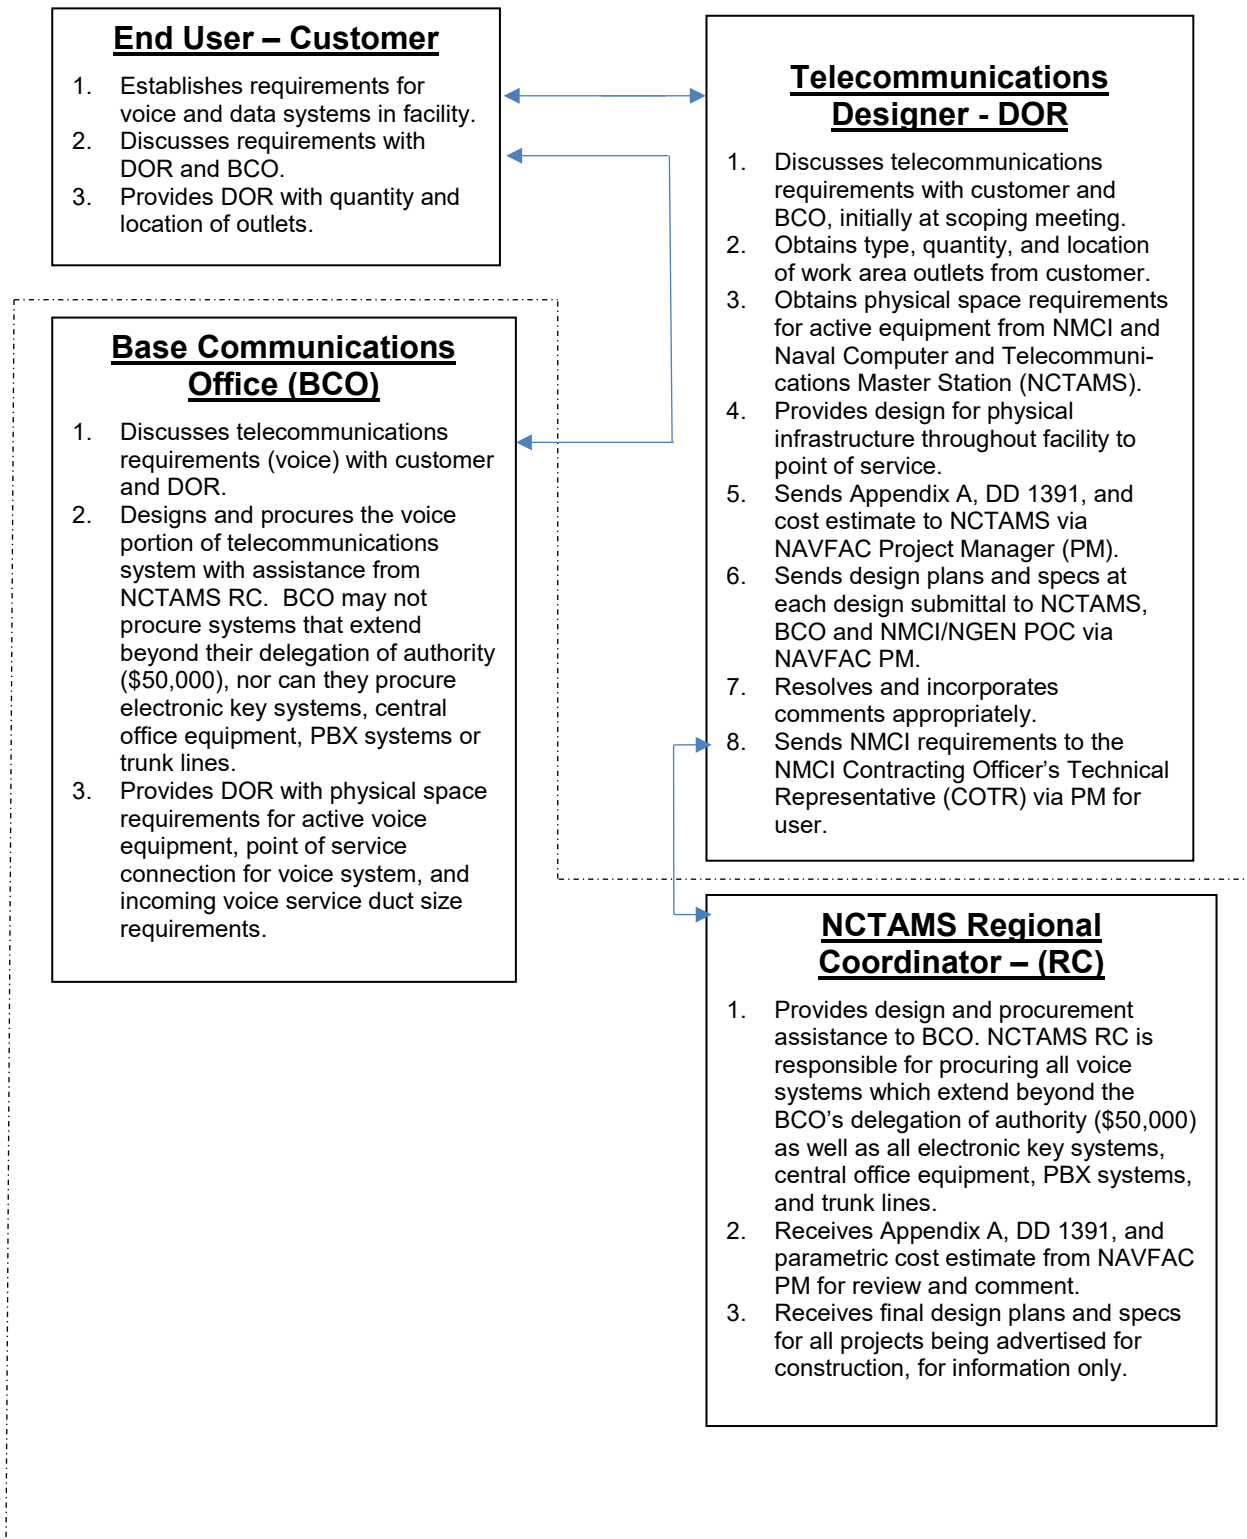 End User – Customer
1. Establishes requirements for
voice and data systems in facility.
2. Discusses requirements with
DOR and BCO.
3. Provides DOR with quantity and
location of outlets.
Telecommunications
Designer - DOR
1. Discusses telecommunications
requirements with customer and
BCO, initially at scoping meeting.
2. Obtains type, quantity, and location
of work area outlets from customer.
3. Obtains physical space requirements
for active equipment from NMCI and
Naval Computer and Telecommuni-
cations Master Station (NCTAMS).
4. Provides design for physical
infrastructure throughout facility to
point of service.
5. Sends Appendix A, DD 1391, and
cost estimate to NCTAMS via
NAVFAC Project Manager (PM).
6. Sends design plans and specs at
each design submittal to NCTAMS,
BCO and NMCI/NGEN POC via
NAVFAC PM.
7. Resolves and incorporates
comments appropriately.
8. Sends NMCI requirements to the
NMCI Contracting Officer’s Technical
Representative (COTR) via PM for
user.
Base Communications
Office (BCO)
1. Discusses telecommunications
requirements (voice) with customer
and DOR.
2. Designs and procures the voice
portion of telecommunications
system with assistance from
NCTAMS RC. BCO may not
procure systems that extend
beyond their delegation of authority
($50,000), nor can they procure
electronic key systems, central
office equipment, PBX systems or
trunk lines.
3. Provides DOR with physical space
requirements for active voice
equipment, point of service
connection for voice system, and
incoming voice service duct size
requirements.
NCTAMS Regional
Coordinator – (RC)
1. Provides design and procurement
assistance to BCO. NCTAMS RC is
responsible for procuring all voice
systems which extend beyond the
BCO’s delegation of authority ($50,000)
as well as all electronic key systems,
central office equipment, PBX systems,
and trunk lines.
2. Receives Appendix A, DD 1391, and
parametric cost estimate from NAVFAC
PM for review and comment.
3. Receives final design plans and specs
for all projects being advertised for
construction, for information only.